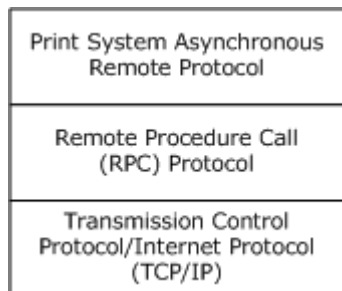 Print System Asynchronous
Remote Protocol
Remote Procedure Call
(RPC) Protocol
Transmission Control
Protocol/Internet Protocol
(TCP/IP)